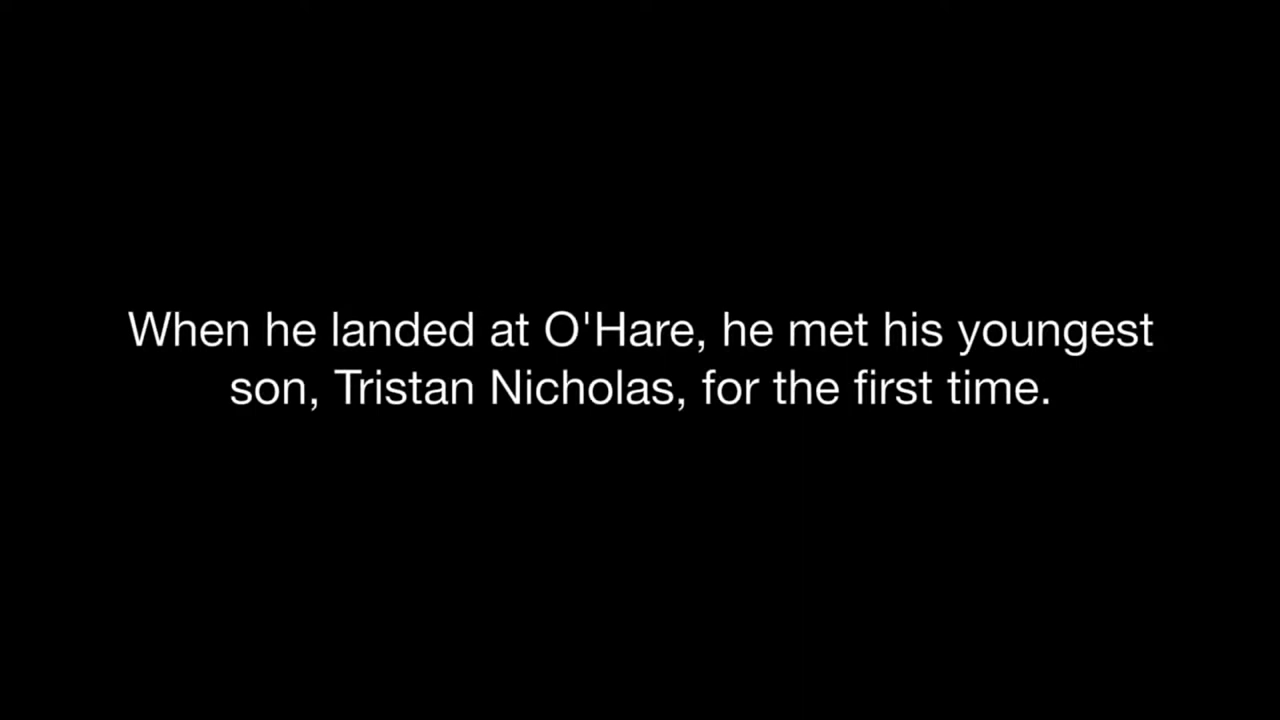 When he landed at O'Hare, he met his youngest
son, Tristan Nicholas, for the first time.